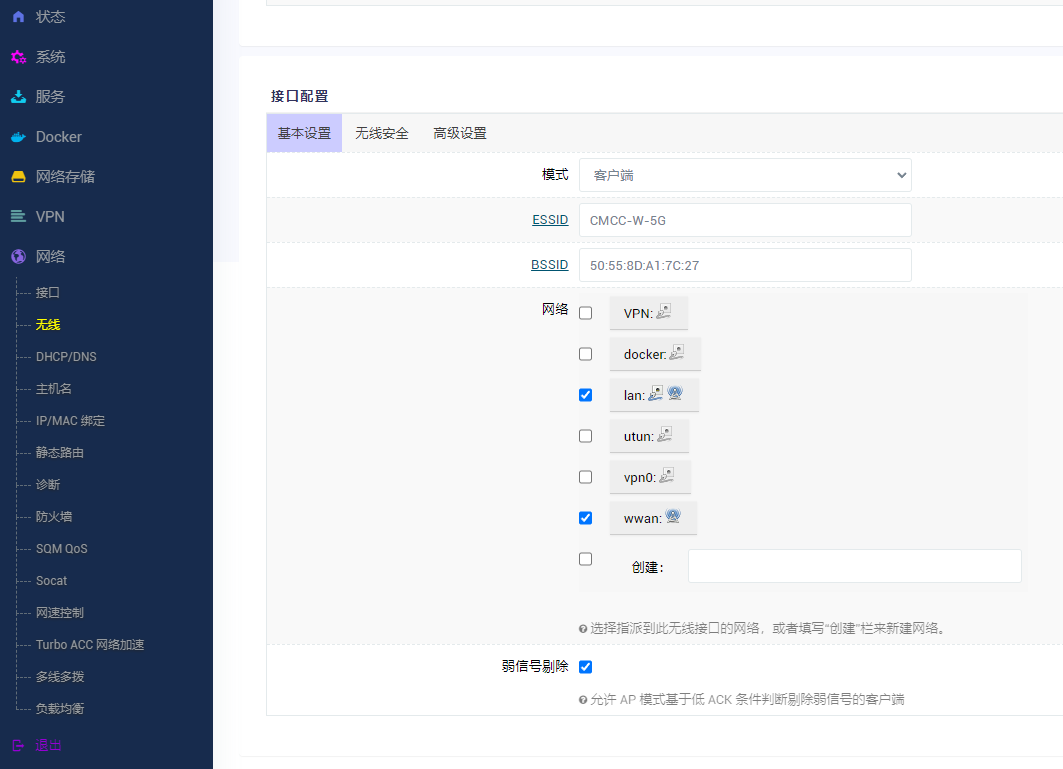 状态
系统
服务
Docker
网络存储
VPN
网络
接口
无线
DHCP/DNS
主机名
IP/MAC 绑定
静态路由
诊断
防火墙
SQM QoS
Socat
网速控制
Turbo ACC 网络加速
多线多拨
负载均衡
退出
接口配置
基本设置 无线安全 高级设置
模式 客户端
ESSID CMCC-W-5G
BSSID 50:55:8D:A1:7C:27
网络 VPN:
docker:
lan:
utun:
vpn0:
wwan:
创建:
选择指派到此无线接口的网络，或者填写“创建”栏来新建网络。
弱信号剔除
允许 AP 模式基于低 ACK 条件判断剔除弱信号的客户端